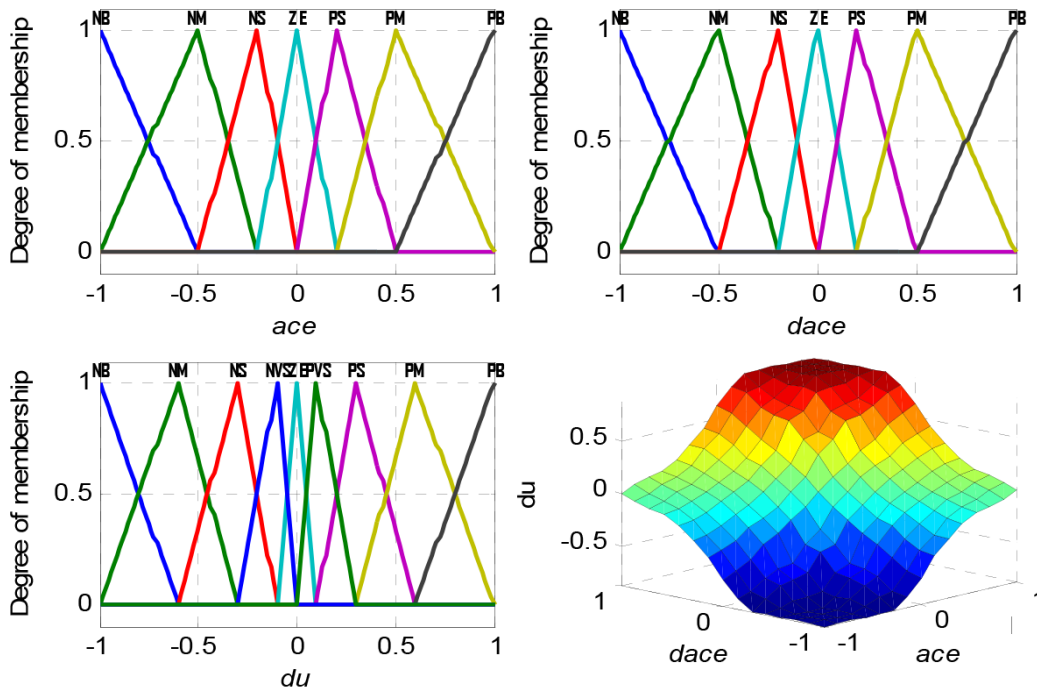 NB NM NS ZE PS PM PB
1
0.5
0
Degree of membership
-1 -0.5 0 0.5 1
ace
NB NM NS ZE PS PM PB
1
0.5
0
Degree of membership
-1 -0.5 0 0.5 1
dace
NB NM NS NVS ZE PVS PS PM PB
1
0.5
0
Degree of membership
-1 -0.5 0 0.5 1
du
0.5
0
-0.5
du
1 0 -1
dace
-1 0 1
ace